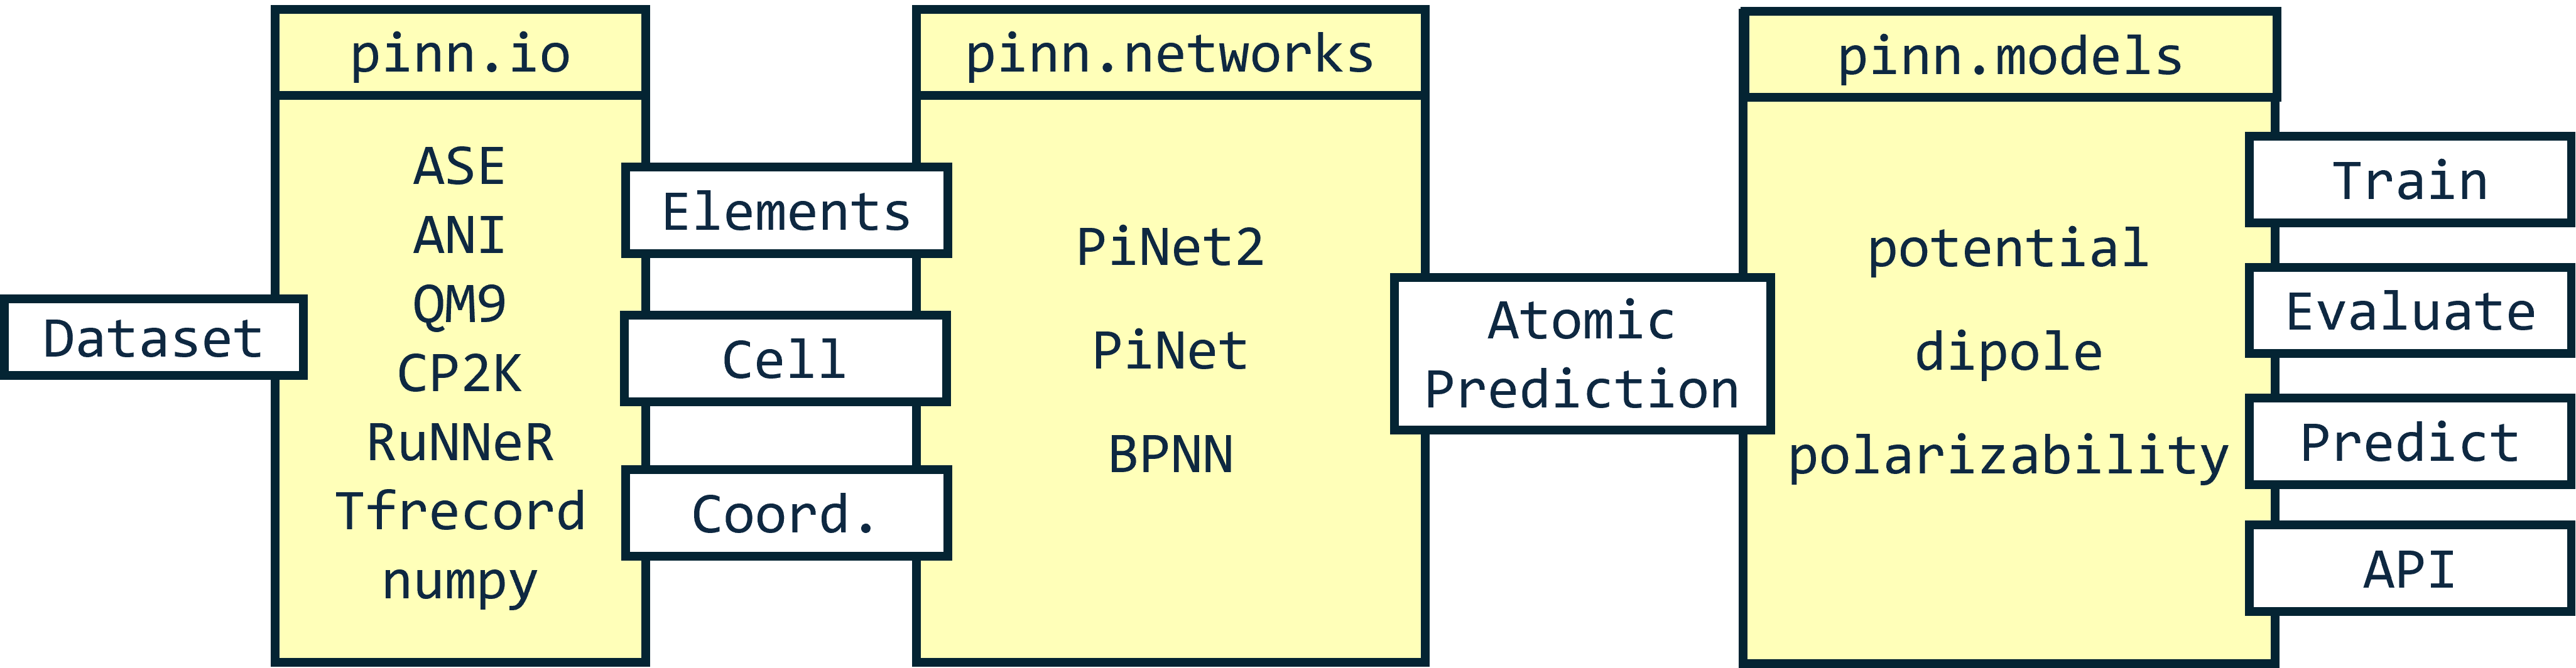 Dataset
pinn.io
ASE
ANI
QM9
CP2K
RuNNeR
Tfrecord
numpy
Elements
Cell
Coord.
pinn.networks
PiNet2
PiNet
BPNN
Atomic
Prediction
pinn.models
potential
dipole
polarizability
Train
Evaluate
Predict
API